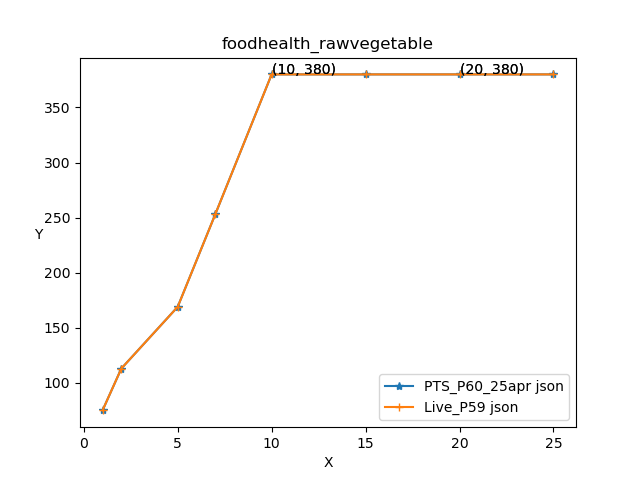 foodhealth_rawvegetable
(10, 380)
(20, 380)
350
300
250
200
150
100
Y
0
5
10
15
20
25
X
PTS_P60_25apr json
Live_P59 json